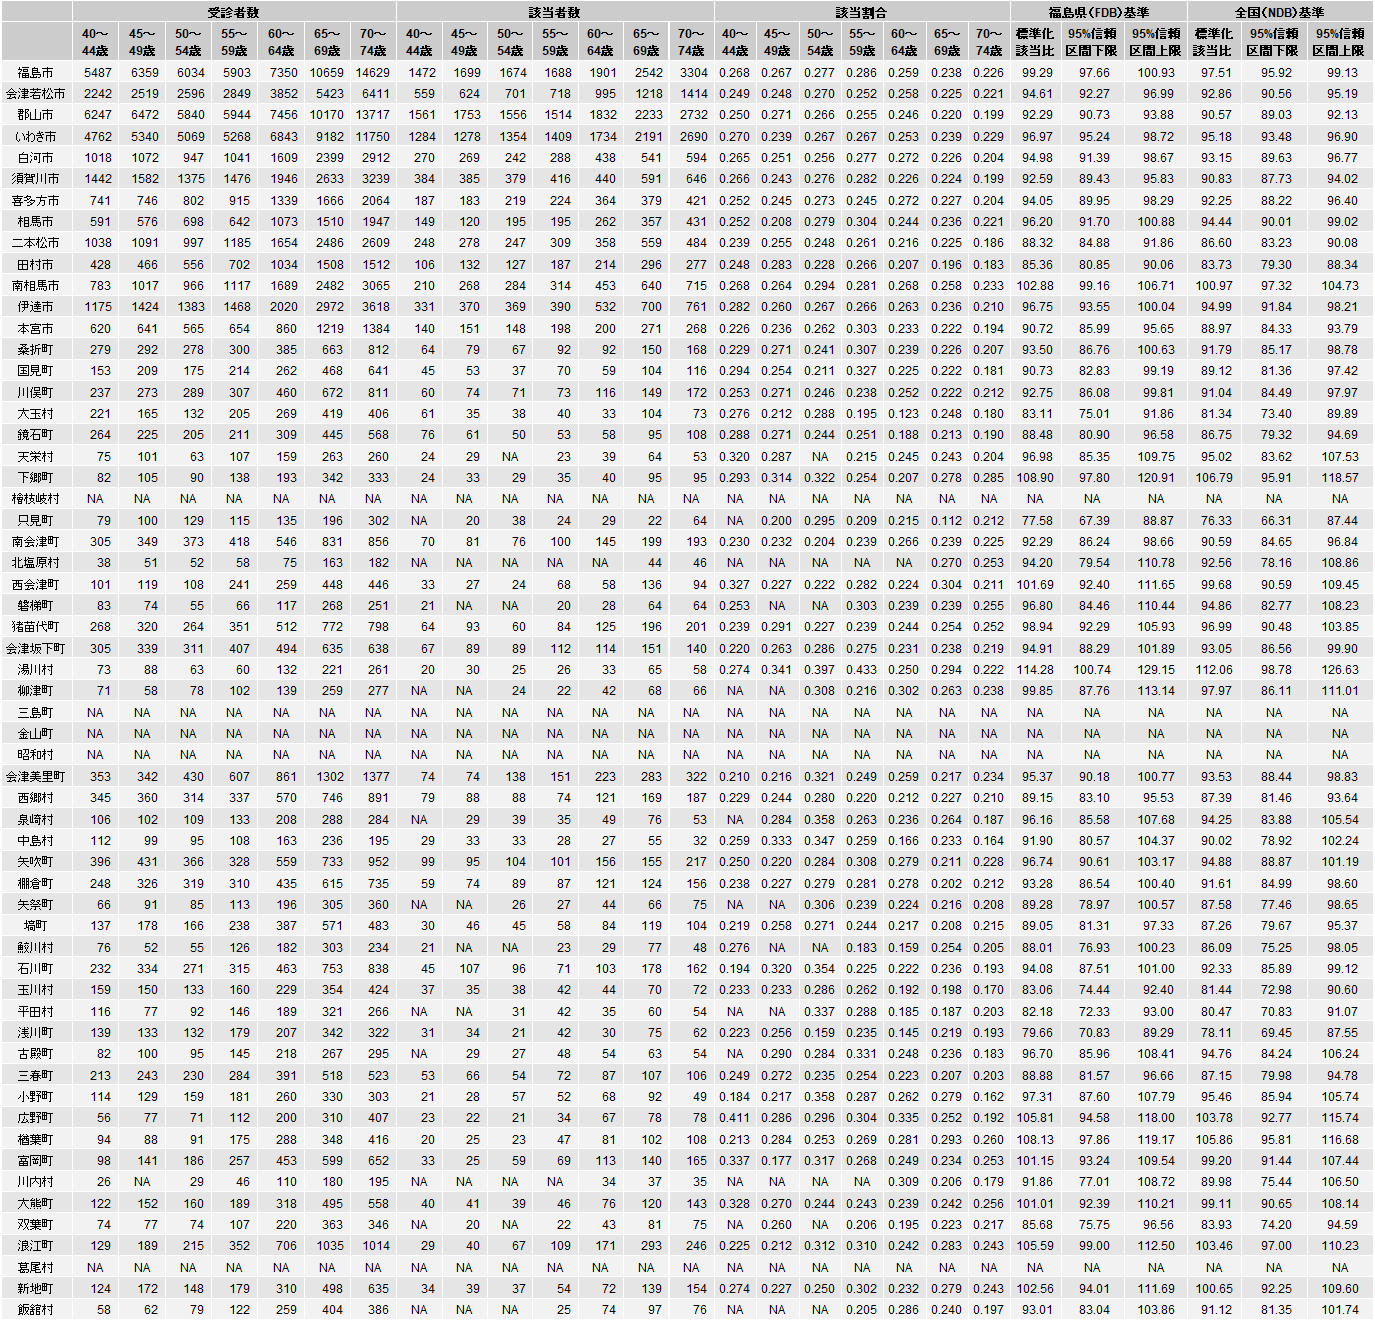 受診者数 該当者数 該当割合 福島県（FDB）基準 全国（NDB）基準
40～44歳 45～49歳 50～54歳 55～59歳 60～64歳 65～69歳 70～74歳 40～44歳 45～49歳 50～54歳 55～59歳 60～64歳 65～69歳 70～74歳 40～44歳 45～49歳 50～54歳 55～59歳 60～64歳 65～69歳 70～74歳 標準化該当比 95%信頼区間下限 95%信頼区間上限 標準化該当比 95%信頼区間下限 95%信頼区間上限
福島市 5487 6359 6034 5903 7350 10659 14629 1472 1699 1674 1688 1901 2542 3304 0.268 0.267 0.277 0.286 0.259 0.238 0.226 99.29 97.66 100.93 97.51 95.92 99.13
会津若松市 2242 2519 2596 2849 3852 5423 6411 559 624 701 718 995 1218 1414 0.249 0.248 0.270 0.252 0.258 0.225 0.221 94.61 92.27 96.99 92.86 90.56 95.19
郡山市 6247 6472 5840 5944 7456 10170 13717 1561 1753 1556 1514 1832 2233 2732 0.250 0.271 0.266 0.255 0.246 0.220 0.199 92.29 90.73 93.88 90.57 89.03 92.13
いわき市 4762 5340 5069 5268 6843 9182 11750 1284 1278 1354 1409 1734 2191 2690 0.270 0.239 0.267 0.267 0.253 0.239 0.229 96.97 95.24 98.72 95.18 93.48 96.90
白河市 1018 1072 947 1041 1609 2399 2912 270 269 242 288 438 541 594 0.265 0.251 0.256 0.277 0.272 0.226 0.204 94.98 91.39 98.67 93.15 89.63 96.77
須賀川市 1442 1582 1375 1476 1946 2633 3239 384 385 379 416 440 591 646 0.266 0.243 0.276 0.282 0.226 0.224 0.199 92.59 89.43 95.83 90.83 87.73 94.02
喜多方市 741 746 802 915 1339 1666 2064 187 183 219 224 364 379 421 0.252 0.245 0.273 0.245 0.272 0.227 0.204 94.05 89.95 98.29 92.25 88.22 96.40
相馬市 591 576 698 642 1073 1510 1947 149 120 195 195 262 357 431 0.252 0.208 0.279 0.304 0.244 0.236 0.221 96.20 91.70 100.88 94.44 90.01 99.02
二本松市 1038 1091 997 1185 1654 2486 2609 248 278 247 309 358 559 484 0.239 0.255 0.248 0.261 0.216 0.225 0.186 88.32 84.88 91.86 86.60 83.23 90.08
田村市 428 466 556 702 1034 1508 1512 106 132 127 187 214 296 277 0.248 0.283 0.228 0.266 0.207 0.196 0.183 85.36 80.85 90.06 83.73 79.30 88.34
南相馬市 783 1017 966 1117 1689 2482 3065 210 268 284 314 453 640 715 0.268 0.264 0.294 0.281 0.268 0.258 0.233 102.88 99.16 106.71 100.97 97.32 104.73
伊達市 1175 1424 1383 1468 2020 2972 3618 331 370 369 390 532 700 761 0.282 0.260 0.267 0.266 0.263 0.236 0.210 96.75 93.55 100.04 94.99 91.84 98.21
本宮市 620 641 565 654 860 1219 1384 140 151 148 198 200 271 268 0.226 0.236 0.262 0.303 0.233 0.222 0.194 90.72 85.99 95.65 88.97 84.33 93.79
桑折町 279 292 278 300 385 663 812 64 79 67 92 92 150 168 0.229 0.271 0.241 0.307 0.239 0.226 0.207 93.50 86.76 100.63 91.79 85.17 98.78
国見町 153 209 175 214 262 468 641 45 53 37 70 59 104 116 0.294 0.254 0.211 0.327 0.225 0.222 0.181 90.73 82.83 99.19 89.12 81.36 97.42
川俣町 237 273 289 307 460 672 811 60 74 71 73 116 149 172 0.253 0.271 0.246 0.238 0.252 0.222 0.212 92.75 86.08 99.81 91.04 84.49 97.97
大玉村 221 165 132 205 269 419 406 61 35 38 40 33 104 73 0.276 0.212 0.288 0.195 0.123 0.248 0.180 83.11 75.01 91.86 81.34 73.40 89.89
鏡石町 264 225 205 211 309 445 568 76 61 50 53 58 95 108 0.288 0.271 0.244 0.251 0.188 0.213 0.190 88.48 80.90 96.58 86.75 79.32 94.69
天栄村 75 101 63 107 159 263 260 24 29 NA 23 39 64 53 0.320 0.287 NA 0.215 0.245 0.243 0.204 96.98 85.35 109.75 95.02 83.62 107.53
下郷町 82 105 90 138 193 342 333 24 33 29 35 40 95 95 0.293 0.314 0.322 0.254 0.207 0.278 0.285 108.90 97.80 120.91 106.79 95.91 118.57
檜枝岐村 NA NA NA NA NA NA NA NA NA NA NA NA NA NA NA NA NA NA NA NA NA NA NA NA NA NA NA
只見町 79 100 129 115 135 196 302 NA 20 38 24 29 22 64 NA 0.200 0.295 0.209 0.215 0.112 0.212 77.58 67.39 88.87 76.33 66.31 87.44
南会津町 305 349 373 418 546 831 856 70 81 76 100 145 199 193 0.230 0.232 0.204 0.239 0.266 0.239 0.225 92.29 86.24 98.66 90.59 84.65 96.84
北塩原村 38 51 52 58 75 163 182 NA NA NA NA NA 44 46 NA NA NA NA NA 0.270 0.253 94.20 79.54 110.78 92.56 78.16 108.86
西会津町 101 119 108 241 259 448 446 33 27 24 68 58 136 94 0.327 0.227 0.222 0.282 0.224 0.304 0.211 101.69 92.40 111.65 99.68 90.59 109.45
磐梯町 83 74 55 66 117 268 251 21 NA NA 20 28 64 64 0.253 NA NA 0.303 0.239 0.239 0.255 96.80 84.46 110.44 94.86 82.77 108.23
猪苗代町 268 320 264 351 512 772 798 64 93 60 84 125 196 201 0.239 0.291 0.227 0.239 0.244 0.254 0.252 98.94 92.29 105.93 96.99 90.48 103.85
会津坂下町 305 339 311 407 494 635 638 67 89 89 112 114 151 140 0.220 0.263 0.286 0.275 0.231 0.238 0.219 94.91 88.29 101.89 93.05 86.56 99.90
湯川村 73 88 63 60 132 221 261 20 30 25 26 33 65 58 0.274 0.341 0.397 0.433 0.250 0.294 0.222 114.28 100.74 129.15 112.06 98.78 126.63
柳津町 71 58 78 102 139 259 277 NA NA 24 22 42 68 66 NA NA 0.308 0.216 0.302 0.263 0.238 99.85 87.76 113.14 97.97 86.11 111.01
三島町 NA NA NA NA NA NA NA NA NA NA NA NA NA NA NA NA NA NA NA NA NA NA NA NA NA NA NA
金山町 NA NA NA NA NA NA NA NA NA NA NA NA NA NA NA NA NA NA NA NA NA NA NA NA NA NA NA
昭和村 NA NA NA NA NA NA NA NA NA NA NA NA NA NA NA NA NA NA NA NA NA NA NA NA NA NA NA
会津美里町 353 342 430 607 861 1302 1377 74 74 138 151 223 283 322 0.210 0.216 0.321 0.249 0.259 0.217 0.234 95.37 90.18 100.77 93.53 88.44 98.83
西郷村 345 360 314 337 570 746 891 79 88 88 74 121 169 187 0.229 0.244 0.280 0.220 0.212 0.227 0.210 89.15 83.10 95.53 87.39 81.46 93.64
泉崎村 106 102 109 133 208 288 284 NA 29 39 35 49 76 53 NA 0.284 0.358 0.263 0.236 0.264 0.187 96.16 85.58 107.68 94.25 83.88 105.54
中島村 112 99 95 108 163 236 195 29 33 33 28 27 55 32 0.259 0.333 0.347 0.259 0.166 0.233 0.164 91.90 80.57 104.37 90.02 78.92 102.24
矢吹町 396 431 366 328 559 733 952 99 95 104 101 156 155 217 0.250 0.220 0.284 0.308 0.279 0.211 0.228 96.74 90.61 103.17 94.88 88.87 101.19
棚倉町 248 326 319 310 435 615 735 59 74 89 87 121 124 156 0.238 0.227 0.279 0.281 0.278 0.202 0.212 93.28 86.54 100.40 91.61 84.99 98.60
矢祭町 66 91 85 113 196 305 360 NA NA 26 27 44 66 75 NA NA 0.306 0.239 0.224 0.216 0.208 89.28 78.97 100.57 87.58 77.46 98.65
塙町 137 178 166 238 387 571 483 30 46 45 58 84 119 104 0.219 0.258 0.271 0.244 0.217 0.208 0.215 89.05 81.31 97.33 87.26 79.67 95.37
鮫川村 76 52 55 126 182 303 234 21 NA NA 23 29 77 48 0.276 NA NA 0.183 0.159 0.254 0.205 88.01 76.93 100.23 86.09 75.25 98.05
石川町 232 334 271 315 463 753 838 45 107 96 71 103 178 162 0.194 0.320 0.354 0.225 0.222 0.236 0.193 94.08 87.51 101.00 92.33 85.89 99.12
玉川村 159 150 133 160 229 354 424 37 35 38 42 44 70 72 0.233 0.233 0.286 0.262 0.192 0.198 0.170 83.06 74.44 92.40 81.44 72.98 90.60
平田村 116 77 92 146 189 321 266 NA NA 31 42 35 60 54 NA NA 0.337 0.288 0.185 0.187 0.203 82.18 72.33 93.00 80.47 70.83 91.07
浅川町 139 133 132 179 207 342 322 31 34 21 42 30 75 62 0.223 0.256 0.159 0.235 0.145 0.219 0.193 79.66 70.83 89.29 78.11 69.45 87.55
古殿町 82 100 95 145 218 267 295 NA 29 27 48 54 63 54 NA 0.290 0.284 0.331 0.248 0.236 0.183 96.70 85.96 108.41 94.76 84.24 106.24
三春町 213 243 230 284 391 518 523 53 66 54 72 87 107 106 0.249 0.272 0.235 0.254 0.223 0.207 0.203 88.88 81.57 96.66 87.15 79.98 94.78
小野町 114 129 159 181 260 330 303 21 28 57 52 68 92 49 0.184 0.217 0.358 0.287 0.262 0.279 0.162 97.31 87.60 107.79 95.46 85.94 105.74
広野町 56 77 71 112 200 310 407 23 22 21 34 67 78 78 0.411 0.286 0.296 0.304 0.335 0.252 0.192 105.81 94.58 118.00 103.78 92.77 115.74
楢葉町 94 88 91 175 288 348 416 20 25 23 47 81 102 108 0.213 0.284 0.253 0.269 0.281 0.293 0.260 108.13 97.86 119.17 105.86 95.81 116.68
富岡町 98 141 186 257 453 599 652 33 25 59 69 113 140 165 0.337 0.177 0.317 0.268 0.249 0.234 0.253 101.15 93.24 109.54 99.20 91.44 107.44
川内村 26 NA 29 46 110 180 195 NA NA NA NA 34 37 35 NA NA NA NA 0.309 0.206 0.179 91.86 77.01 108.72 89.98 75.44 106.50
大熊町 122 152 160 189 318 495 558 40 41 39 46 76 120 143 0.328 0.270 0.244 0.243 0.239 0.242 0.256 101.01 92.39 110.21 99.11 90.65 108.14
双葉町 74 77 74 107 220 363 346 NA 20 NA 22 43 81 75 NA 0.260 NA 0.206 0.195 0.223 0.217 85.68 75.75 96.56 83.93 74.20 94.59
浪江町 129 189 215 352 706 1035 1014 29 40 67 109 171 293 246 0.225 0.212 0.312 0.310 0.242 0.283 0.243 105.59 99.00 112.50 103.46 97.00 110.23
葛尾村 NA NA NA NA NA NA NA NA NA NA NA NA NA NA NA NA NA NA NA NA NA NA NA NA NA NA NA
新地町 124 172 148 179 310 498 635 34 39 37 54 72 139 154 0.274 0.227 0.250 0.302 0.232 0.279 0.243 102.56 94.01 111.69 100.65 92.25 109.60
飯舘村 58 62 79 122 259 404 386 NA NA NA 25 74 97 76 NA NA NA 0.205 0.286 0.240 0.197 93.01 83.04 103.86 91.12 81.35 101.74